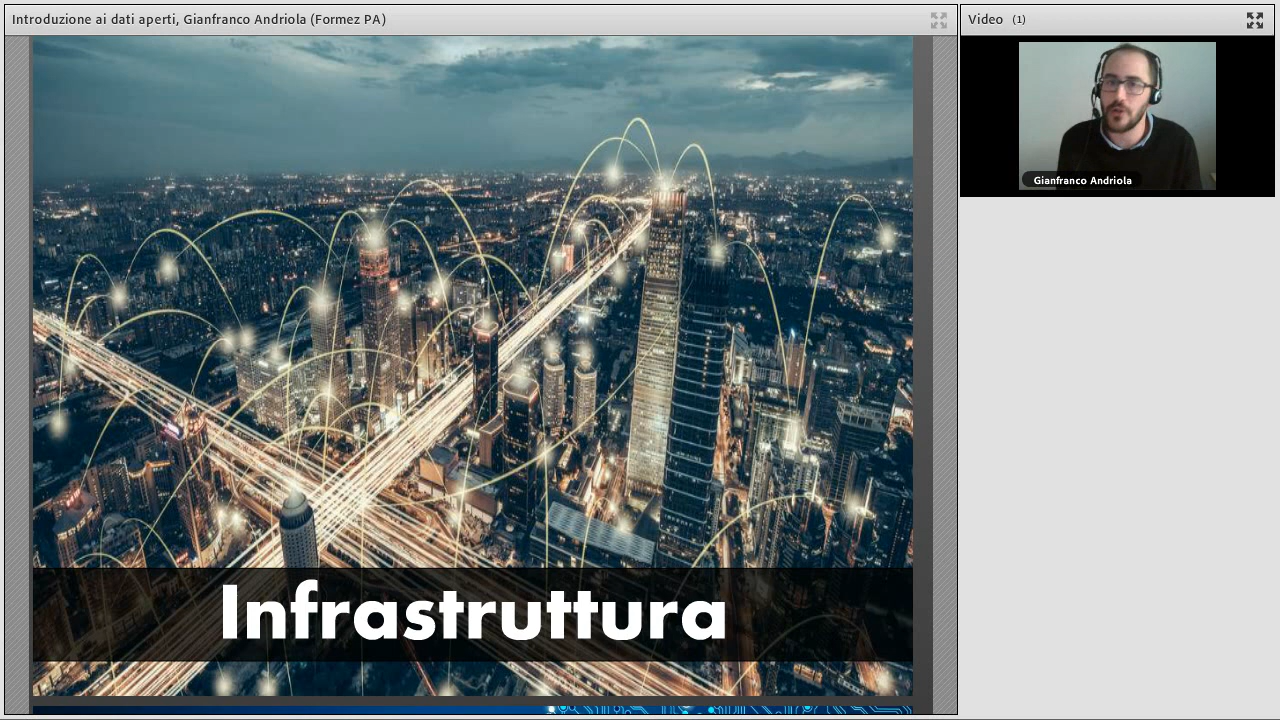 Introduzione ai dati aperti, Gianfranco Andriola (Formez PA)
Video (1)
Gianfranco Andriola
Infrastruttura